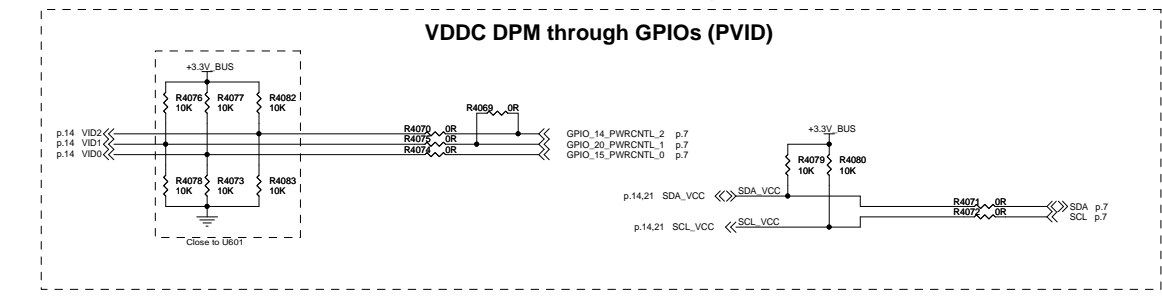 VDDC DPM through GPIOs (PVID)
+3.3V_BUS
R4076 R4077 R4082
10K 10K 10K
R4069 0R
p.14 VID2 R4070 0R GPIO_14_PWRCNTL_2 p.7
p.14 VID1 R4075 0R GPIO_20_PWRCNTL_1 p.7
p.14 VID0 R4074 0R GPIO_15_PWRCNTL_0 p.7
R4078 R4073 R4083
10K 10K 10K
Close to U601
+3.3V_BUS
R4079 R4080
10K 10K
p.14,21 SDA_VCC SDA_VCC R4071 0R SDA p.7
p.14,21 SCL_VCC SCL_VCC R4072 0R SCL p.7